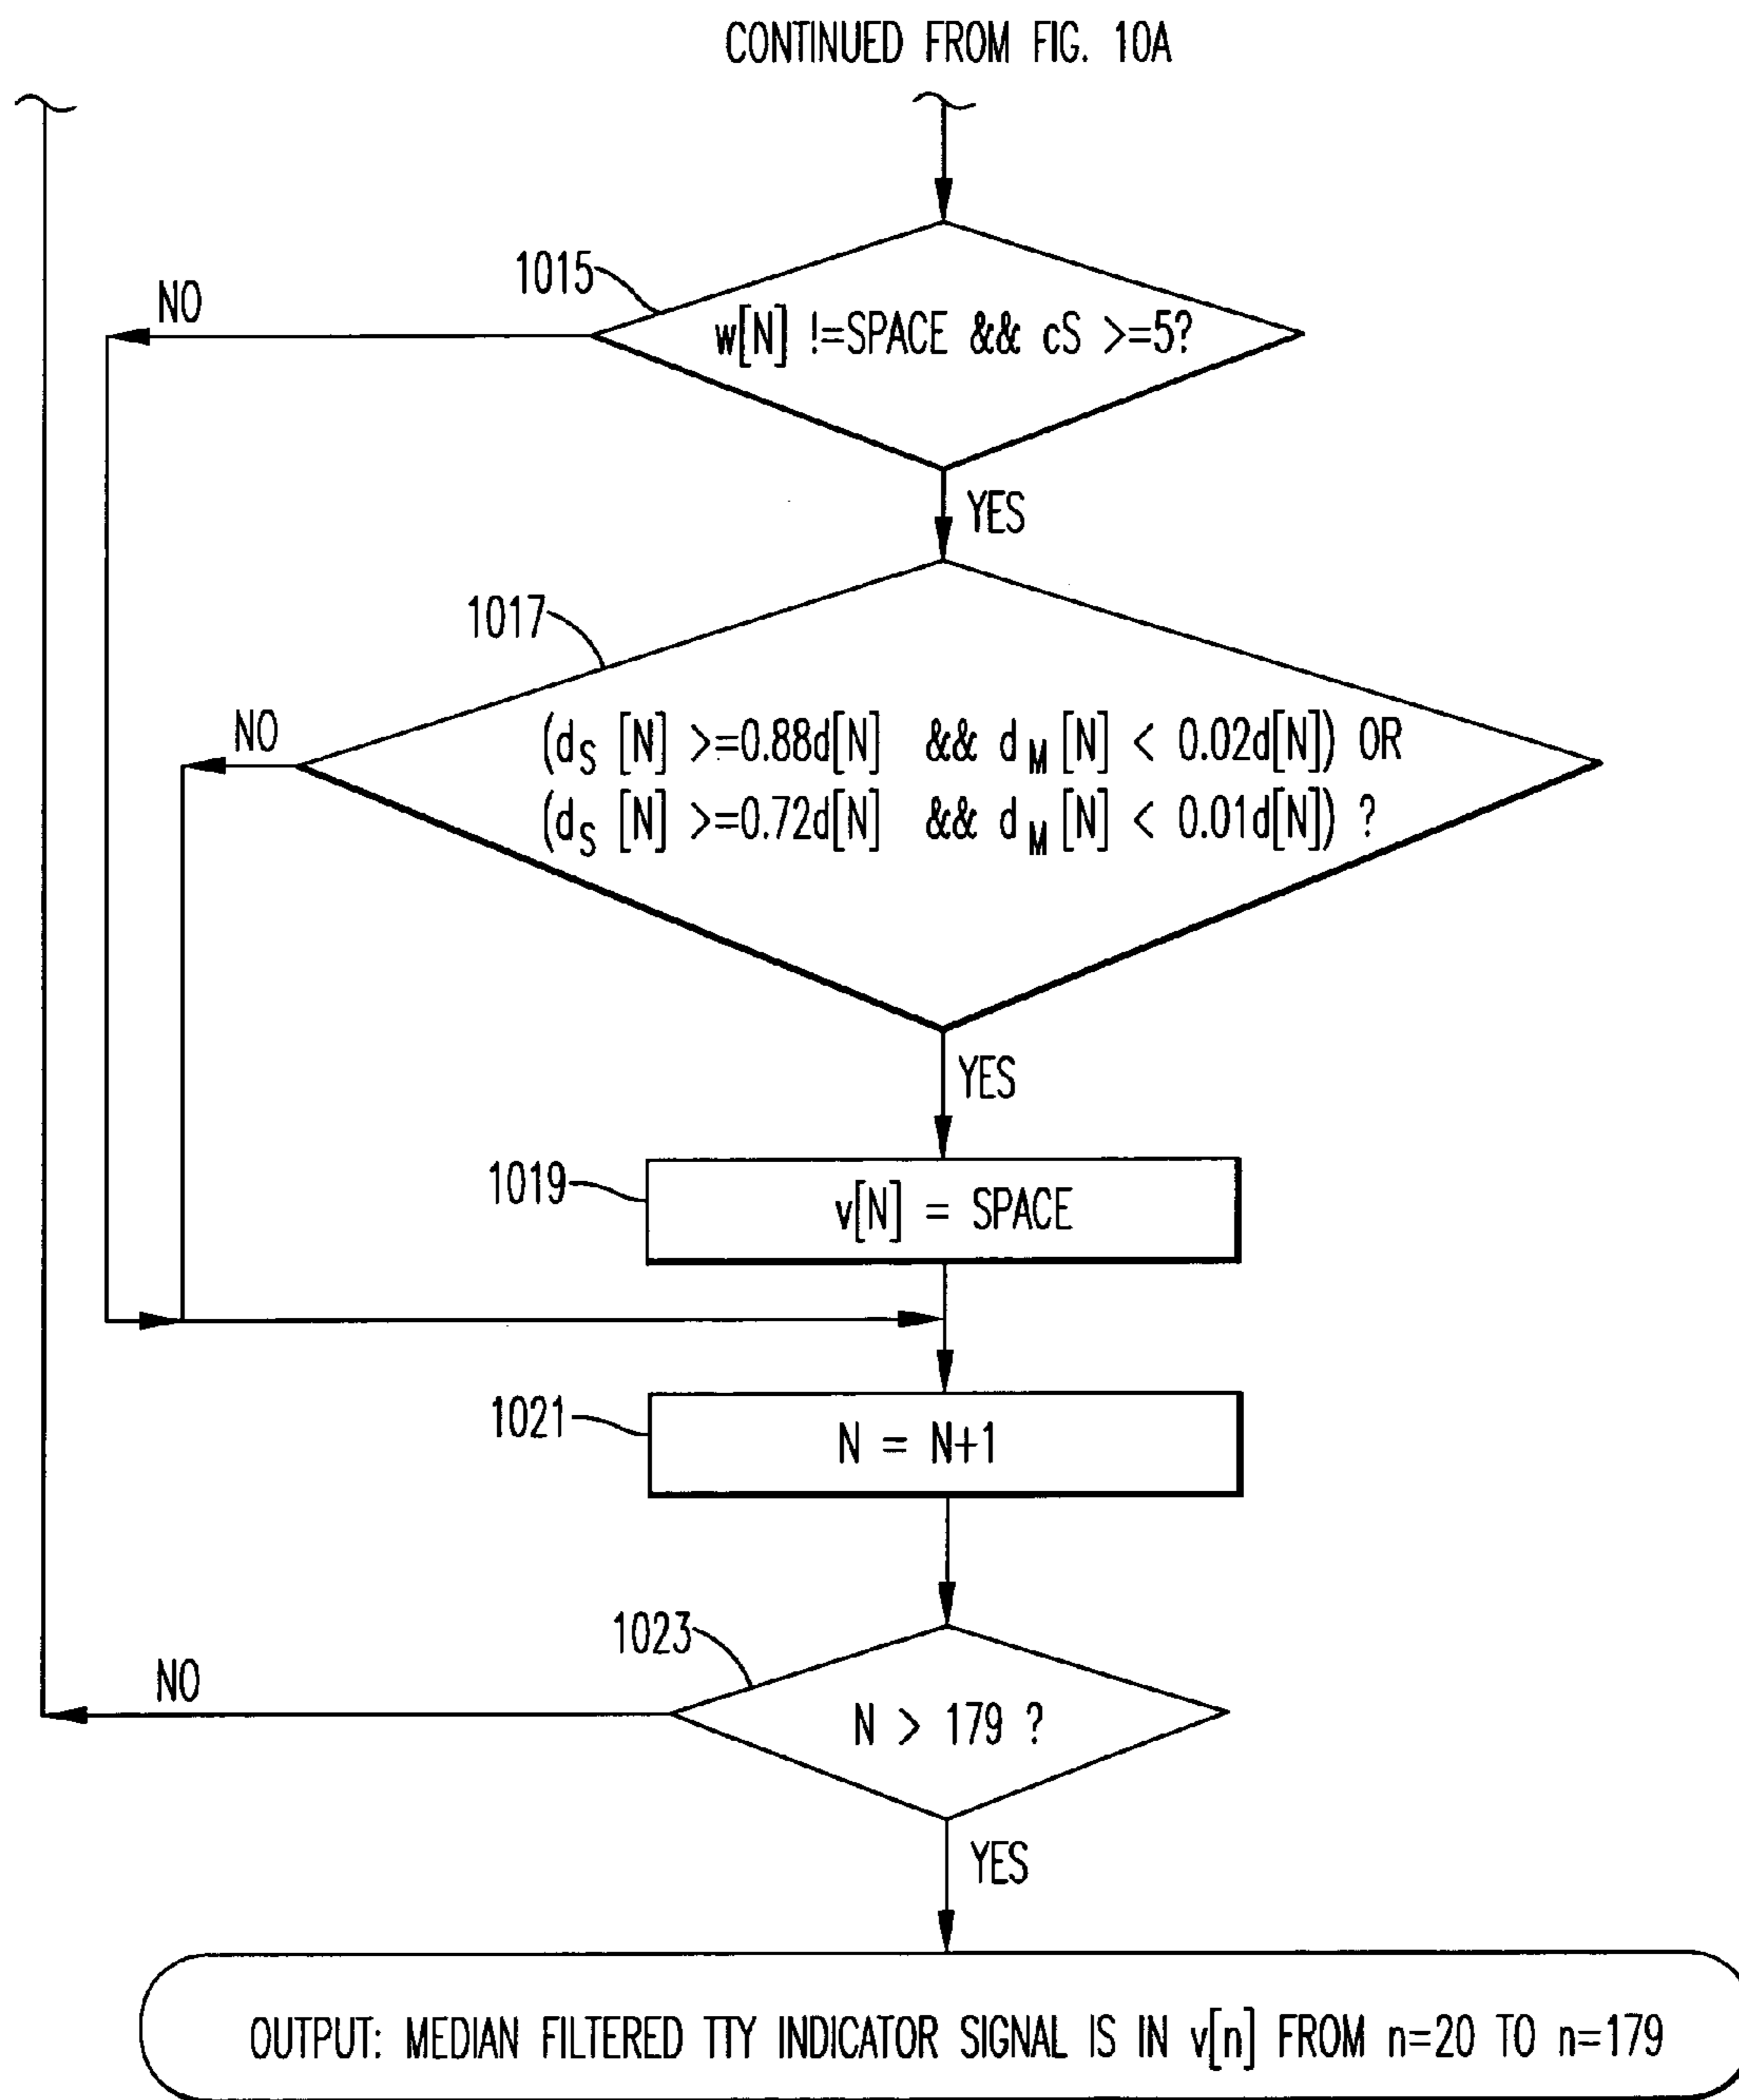 CONTINUED FROM FIG. 10A
1015
NO
w[N] !=SPACE && cS >=5?
YES
1017
NO
(dS [N] >=0.88d[N] && dM [N] < 0.02d[N]) OR
(dS [N] >=0.72d[N] && dM [N] < 0.01d[N]) ?
YES
1019
v[N] = SPACE
1021
N = N+1
1023
NO
N > 179 ?
YES
OUTPUT: MEDIAN FILTERED TTY INDICATOR SIGNAL IS IN v[n] FROM n=20 TO n=179